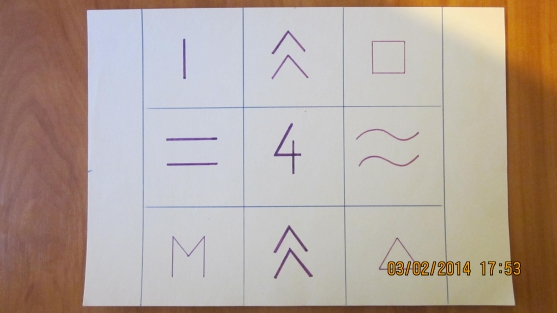 I ︿︿ □
= 4 ≈
M ︿︿ △
03/02/2014 17:53